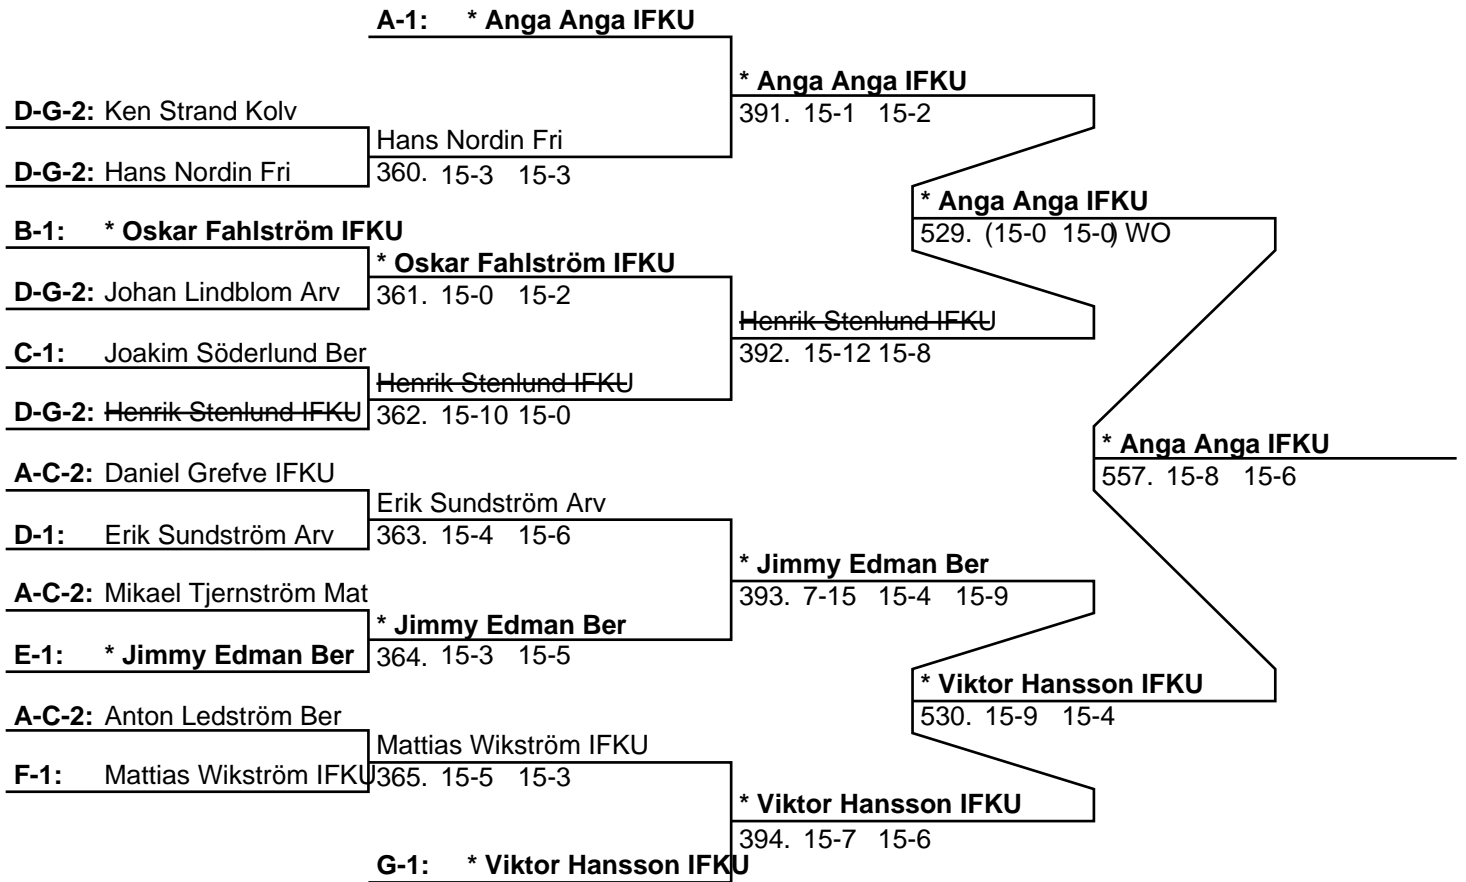 A-1: * Anga Anga IFKU
* Anga Anga IFKU
D-G-2: Ken Strand Kolv
391. 15-1 15-2
Hans Nordin Fri
D-G-2: Hans Nordin Fri
360. 15-3 15-3
* Anga Anga IFKU
B-1: * Oskar Fahlström IFKU
529. (15-0 15-0) WO
* Oskar Fahlström IFKU
D-G-2: Johan Lindblom Arv
361. 15-0 15-2
Henrik Stenlund IFKU
C-1: Joakim Söderlund Ber
392. 15-12 15-8
Henrik Stenlund IFKU
D-G-2: Henrik Stenlund IFKU
362. 15-10 15-0
* Anga Anga IFKU
A-C-2: Daniel Grefve IFKU
557. 15-8 15-6
Erik Sundström Arv
D-1: Erik Sundström Arv
363. 15-4 15-6
* Jimmy Edman Ber
A-C-2: Mikael Tjernström Mat
393. 7-15 15-4 15-9
* Jimmy Edman Ber
E-1: * Jimmy Edman Ber
364. 15-3 15-5
* Viktor Hansson IFKU
A-C-2: Anton Ledström Ber
530. 15-9 15-4
Mattias Wikström IFKU
F-1: Mattias Wikström IFKU
365. 15-5 15-3
* Viktor Hansson IFKU
394. 15-7 15-6
G-1: * Viktor Hansson IFKU